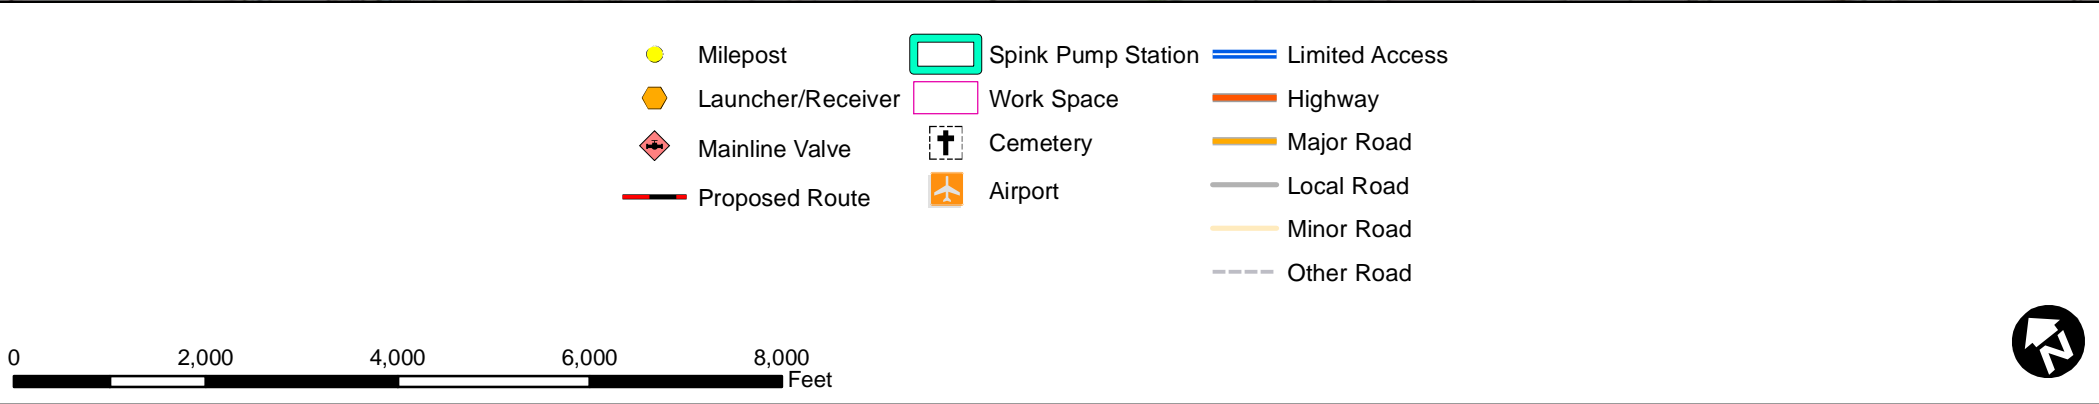 Milepost
Launcher/Receiver
Mainline Valve
Proposed Route
Spink Pump Station
Work Space
Cemetery
Airport
Limited Access
Highway
Major Road
Local Road
Minor Road
Other Road
0 2,000 4,000 6,000 8,000
Feet
N